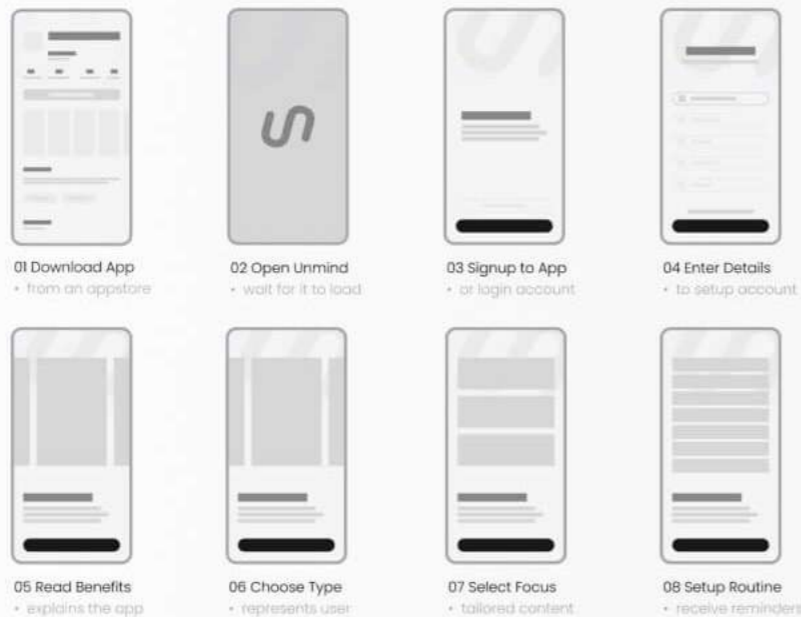 01 Download App
• from an appstore
02 Open Unmind
• wait for it to load
03 Signup to App
• or login account
04 Enter Details
• to setup account
05 Read Benefits
• explains the app
06 Choose Type
• represents user
07 Select Focus
• tailored content
08 Setup Routine
• receive reminders